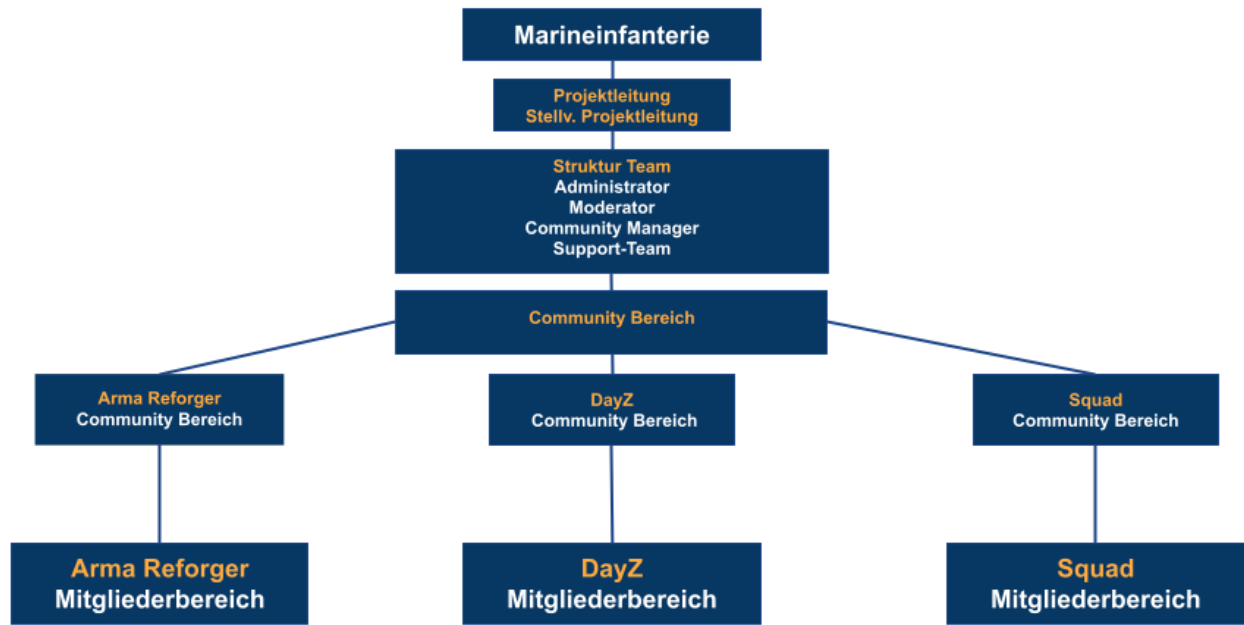 Marineinfanterie
Projektleitung
Stellv. Projektleitung
Struktur Team
Administrator
Moderator
Community Manager
Support-Team
Community Bereich
Arma Reforger
Community Bereich
DayZ
Community Bereich
Squad
Community Bereich
Arma Reforger
Mitgliederbereich
DayZ
Mitgliederbereich
Squad
Mitgliederbereich